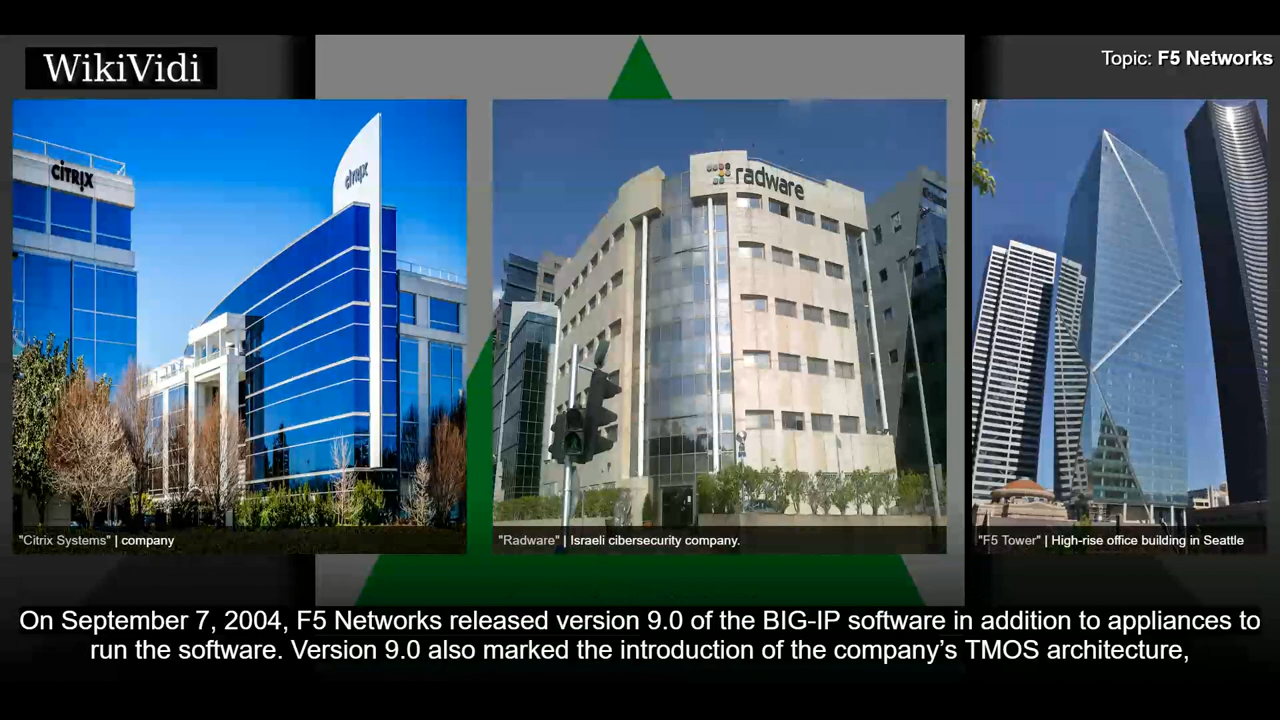 WikiVidi
Topic: F5 Networks
CİTRIX
citrix
radware
"Citrix Systems" | company
"Radware" | Israeli cibersecurity company.
"F5 Tower" | High-rise office building in Seattle
On September 7, 2004, F5 Networks released version 9.0 of the BIG-IP software in addition to appliances to
run the software. Version 9.0 also marked the introduction of the company’s TMOS architecture,